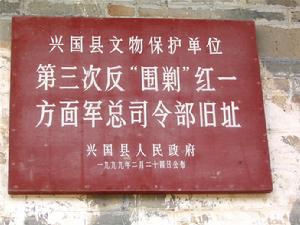 兴国县文物保护单位
第三次反“围剿”红一
方面军总司令部旧址
兴国县人民政府
一九九九年二月二十四日公布